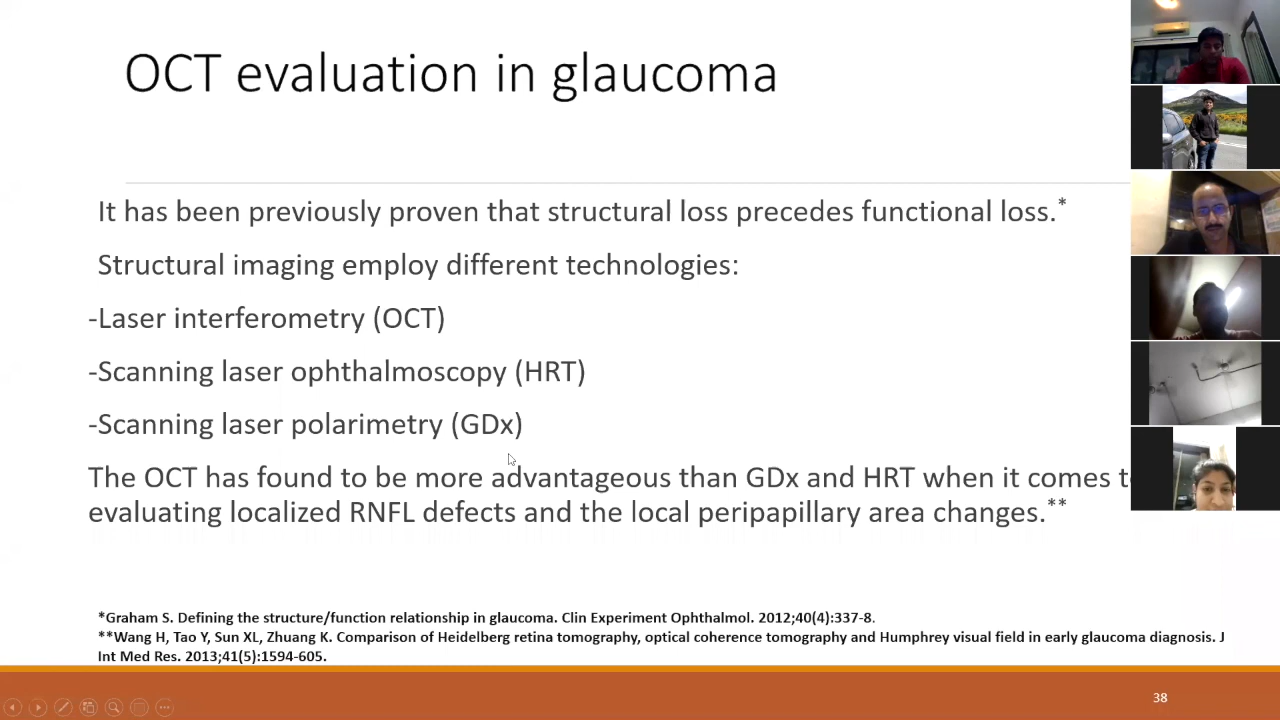 OCT evaluation in glaucoma
It has been previously proven that structural loss precedes functional loss.*
Structural imaging employ different technologies:
-Laser interferometry (OCT)
-Scanning laser ophthalmoscopy (HRT)
-Scanning laser polarimetry (GDx)
The OCT has found to be more advantageous than GDx and HRT when it comes
evaluating localized RNFL defects and the local peripapillary area changes.**
*Graham S. Defining the structure/function relationship in glaucoma. Clin Experiment Ophthalmol. 2012;40(4):337-8.
**Wang H, Tao Y, Sun XL, Zhuang K. Comparison of Heidelberg retina tomography, optical coherence tomography and Humphrey visual field in early glaucoma diagnosis. J
Int Med Res. 2013;41(5):1594-605.
38